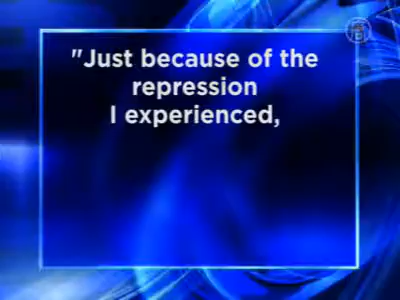 "Just because of the
repression
I experienced,